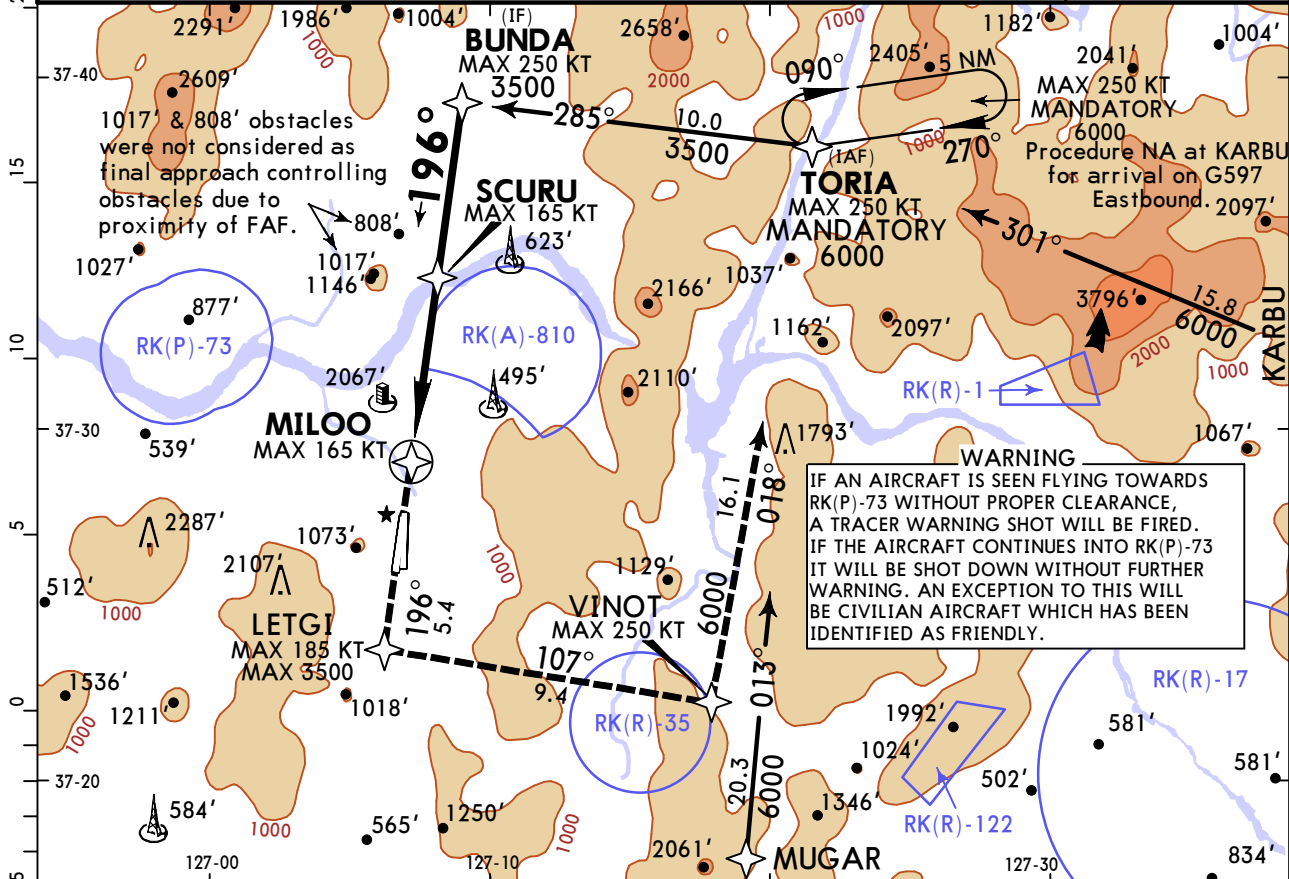 2291'
1986'
1004'
(IF)
BUNDA
MAX 250 KT
3500
2658'
1000
2405'
5 NM
1182'
1004'
2041'
37-40
2609'
1000
2000
090°
MAX 250 KT
MANDATORY
6000
1017' & 808' obstacles
were not considered as
final approach controlling
obstacles due to
proximity of FAF.
196°
285°
10.0
3500
1000
270°
(IAF)
TORIA
MAX 250 KT
MANDATORY
6000
Procedure NA at KARBU
for arrival on G597
Eastbound.
2097'
15
SCURU
MAX 165 KT
808'
623'
1027'
1017'
1146'
1037'
301°
3796'
15.8
6000
KARBU
877'
RK(P)-73
RK(A)-810
2166'
1162'
2097'
2000
1000
10
2067'
495'
2110'
RK(R)-1
MILOO
MAX 165 KT
37-30
539'
1793'
1067'
16.1
018°
WARNING
IF AN AIRCRAFT IS SEEN FLYING TOWARDS
RK(P)-73 WITHOUT PROPER CLEARANCE,
A TRACER WARNING SHOT WILL BE FIRED.
IF THE AIRCRAFT CONTINUES INTO RK(P)-73
IT WILL BE SHOT DOWN WITHOUT FURTHER
WARNING. AN EXCEPTION TO THIS WILL
BE CIVILIAN AIRCRAFT WHICH HAS BEEN
IDENTIFIED AS FRIENDLY.
5
2287'
1073'
1000
2107'
1129'
512'
1000
LETGI
MAX 185 KT
MAX 3500
196°
5.4
VINOT
MAX 250 KT
6000
107°
9.4
013°
1536'
1211'
1018'
0
1000
RK(R)-35
RK(R)-17
1992'
1024'
581'
581'
37-20
20.3
6000
502'
584'
1000
565'
1250'
1000
1346'
RK(R)-122
2061'
MUGAR
834'
5
127-00
127-10
127-30